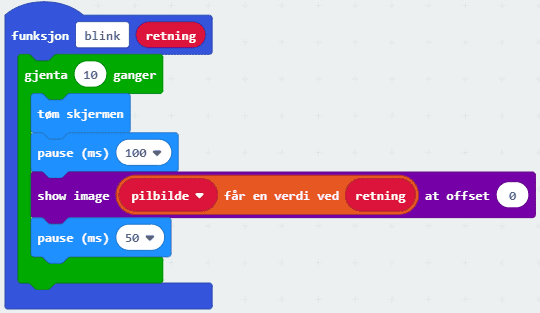 funksjon blink retning
gjenta 10 ganger
tøm skjermen
pause (ms) 100
show image pilbilde får en verdi ved retning at offset 0
pause (ms) 50